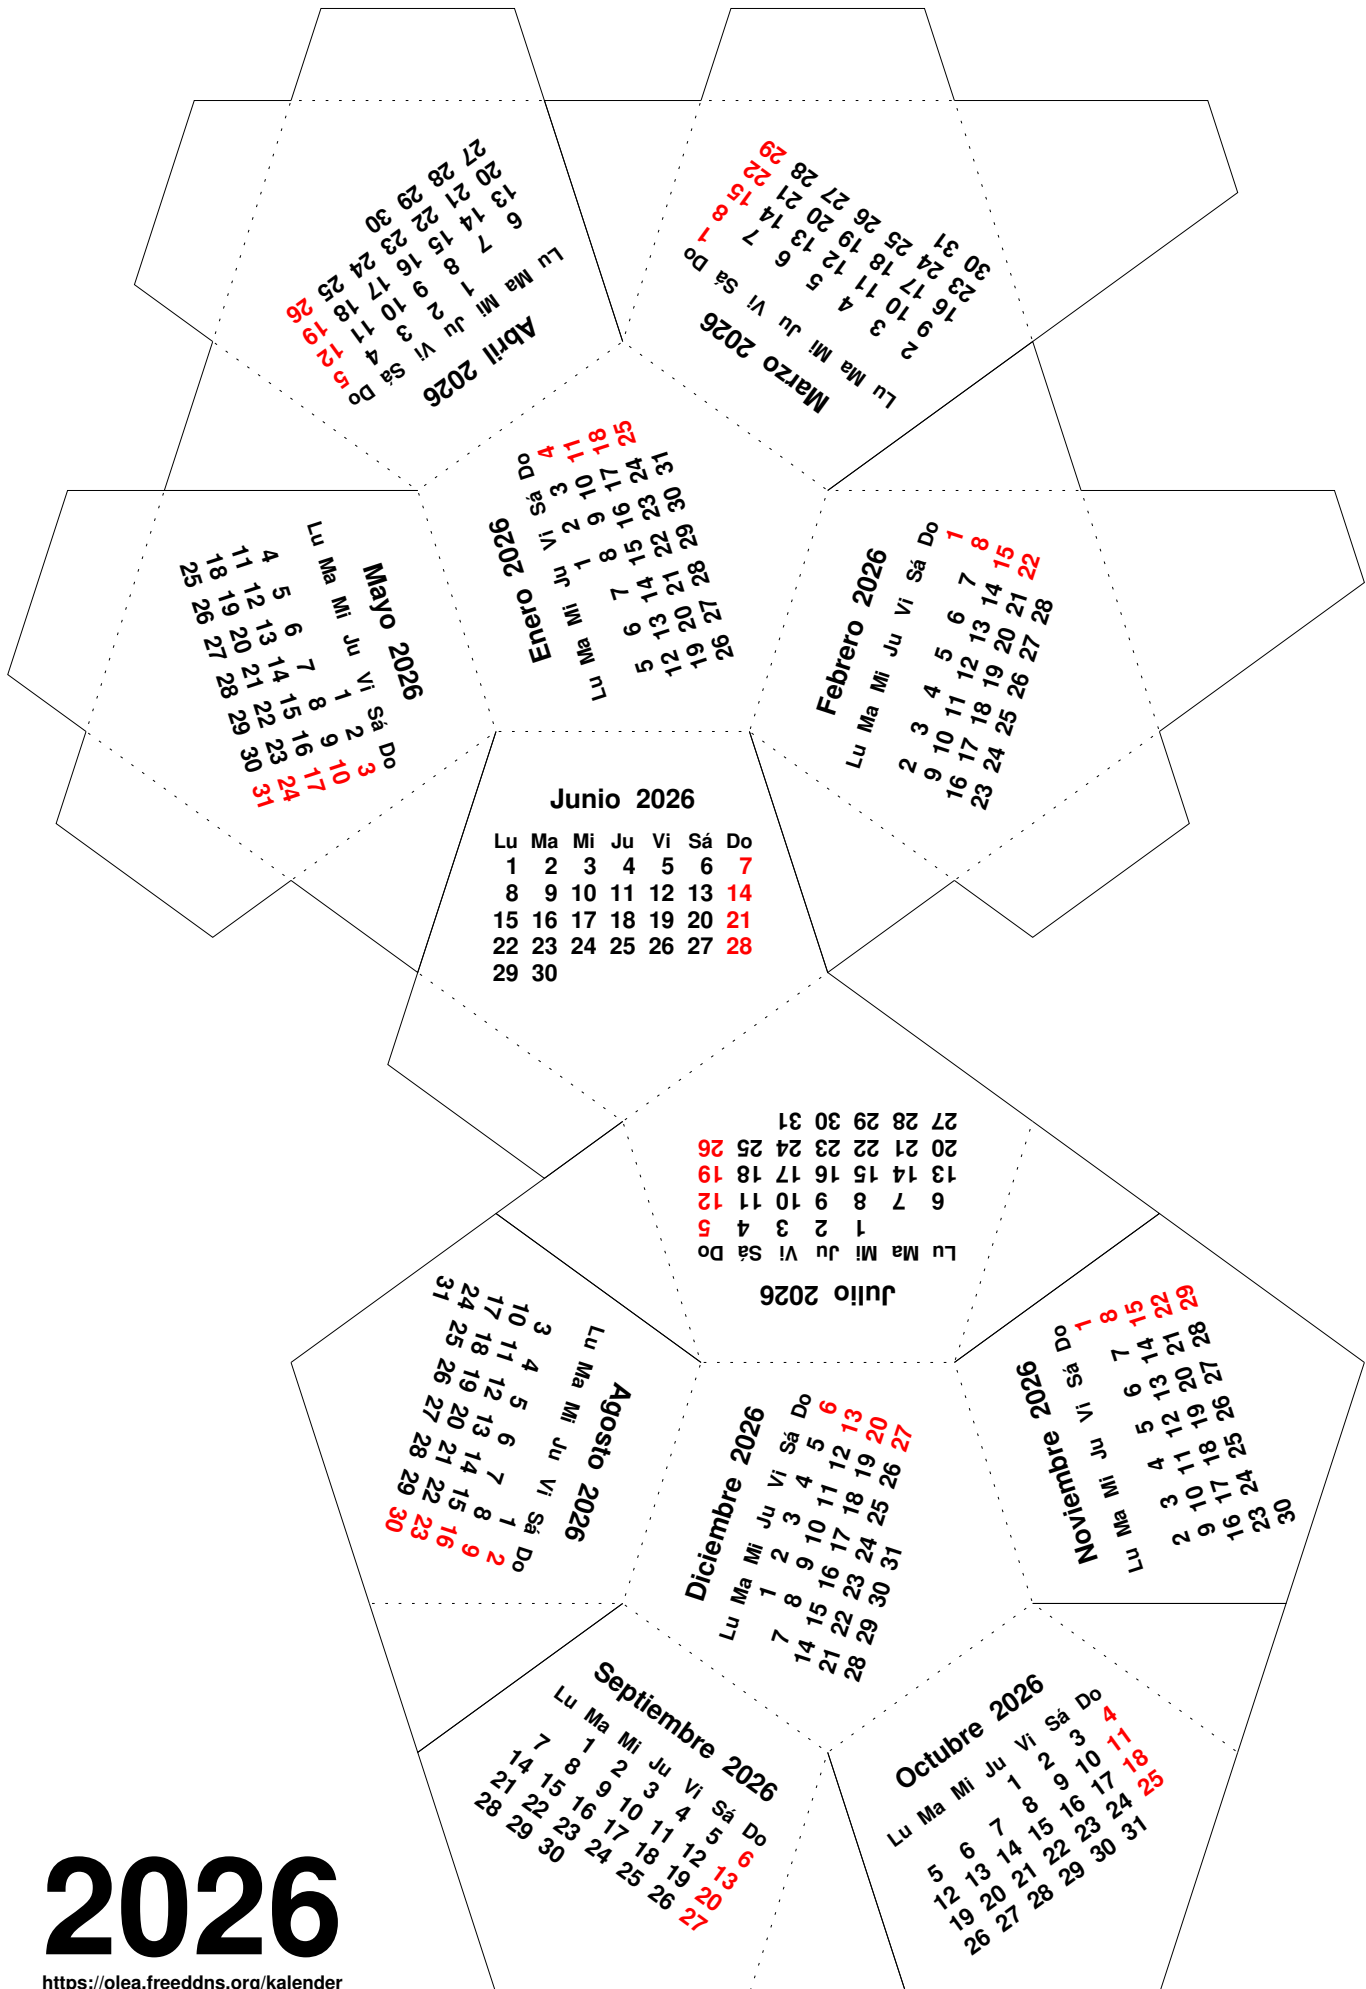 Abril 2026
Lu Ma Mi Ju Vi Sá Do
1 2 3 4 5
6 7 8 9 10 11 12
13 14 15 16 17 18 19
20 21 22 23 24 25 26
27 28 29 30
Marzo 2026
Lu Ma Mi Ju Vi Sá Do
1
2 3 4 5 6 7 8
9 10 11 12 13 14 15
16 17 18 19 20 21 22
23 24 25 26 27 28 29
30 31
Enero 2026
Lu Ma Mi Ju Vi Sá Do
1 2 3 4
5 6 7 8 9 10 11
12 13 14 15 16 17 18
19 20 21 22 23 24 25
26 27 28 29 30 31
Mayo 2026
Lu Ma Mi Ju Vi Sá Do
1 2 3
4 5 6 7 8 9 10
11 12 13 14 15 16 17
18 19 20 21 22 23 24
25 26 27 28 29 30 31
Febrero 2026
Lu Ma Mi Ju Vi Sá Do
1
2 3 4 5 6 7 8
9 10 11 12 13 14 15
16 17 18 19 20 21 22
23 24 25 26 27 28
Junio 2026
Lu Ma Mi Ju Vi Sá Do
1 2 3 4 5 6 7
8 9 10 11 12 13 14
15 16 17 18 19 20 21
22 23 24 25 26 27 28
29 30
Julio 2026
Lu Ma Mi Ju Vi Sá Do
1 2 3 4 5
6 7 8 9 10 11 12
13 14 15 16 17 18 19
20 21 22 23 24 25 26
27 28 29 30 31
Agosto 2026
Lu Ma Mi Ju Vi Sá Do
1 2
3 4 5 6 7 8 9
10 11 12 13 14 15 16
17 18 19 20 21 22 23
24 25 26 27 28 29 30
31
Diciembre 2026
Lu Ma Mi Ju Vi Sá Do
1 2 3 4 5 6
7 8 9 10 11 12 13
14 15 16 17 18 19 20
21 22 23 24 25 26 27
28 29 30 31
Noviembre 2026
Lu Ma Mi Ju Vi Sá Do
1
2 3 4 5 6 7 8
9 10 11 12 13 14 15
16 17 18 19 20 21 22
23 24 25 26 27 28 29
30
Septiembre 2026
Lu Ma Mi Ju Vi Sá Do
1 2 3 4 5 6
7 8 9 10 11 12 13
14 15 16 17 18 19 20
21 22 23 24 25 26 27
28 29 30
Octubre 2026
Lu Ma Mi Ju Vi Sá Do
1 2 3 4
5 6 7 8 9 10 11
12 13 14 15 16 17 18
19 20 21 22 23 24 25
26 27 28 29 30 31
2026
https://olea.freeddns.org/kalender